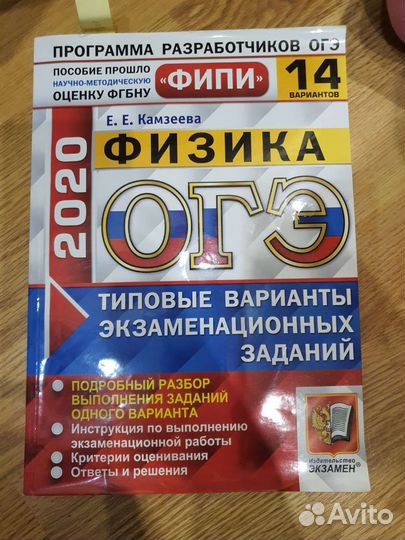 ПРОГРАММА РАЗРАБОТЧИКОВ ОГЭ
ПОСОБИЕ ПРОШЛО
НАУЧНО-МЕТОДИЧЕСКУЮ
ОЦЕНКУ ФГБНУ
«ФИПИ»
14
ВАРИАНТОВ
Е. Е. Камзеева
2020
ФИЗИКА
ОГЭ
ТИПОВЫЕ ВАРИАНТЫ
ЭКЗАМЕНАЦИОННЫХ
ЗАДАНИЙ
• ПОДРОБНЫЙ РАЗБОР
ВЫПОЛНЕНИЯ ЗАДАНИЙ
ОДНОГО ВАРИАНТА
• Инструкция по выполнению
экзаменационной работы
• Критерии оценивания
• Ответы и решения
Издательство
ЭКЗАМЕН®
Avito